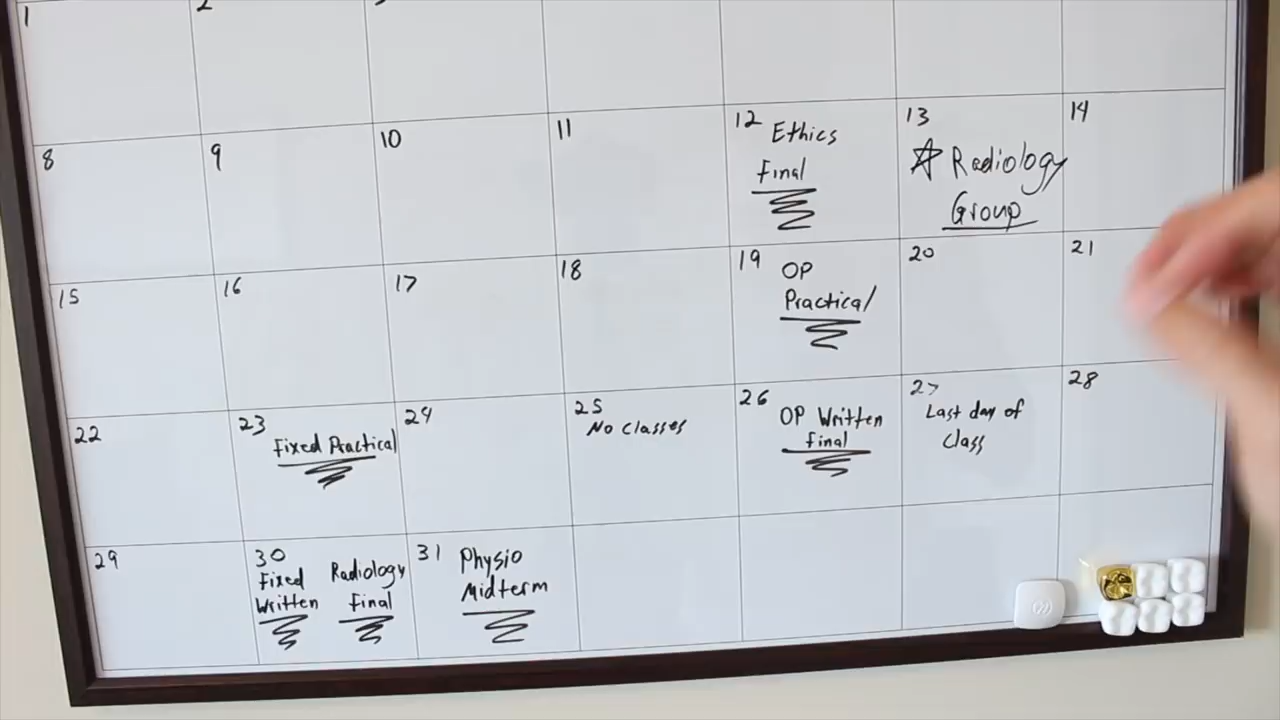 1
2
3
8
9
10
11
12 Ethics
Final
13
☆ Radiology
Group
14
15
16
17
18
19 OP
Practical
20
21
22
23
Fixed Practical
24
25
No Classes
26
OP Written
final
27
Last day of
Class
28
29
30
Fixed
Written
Radiology
final
31 Physio
Midterm